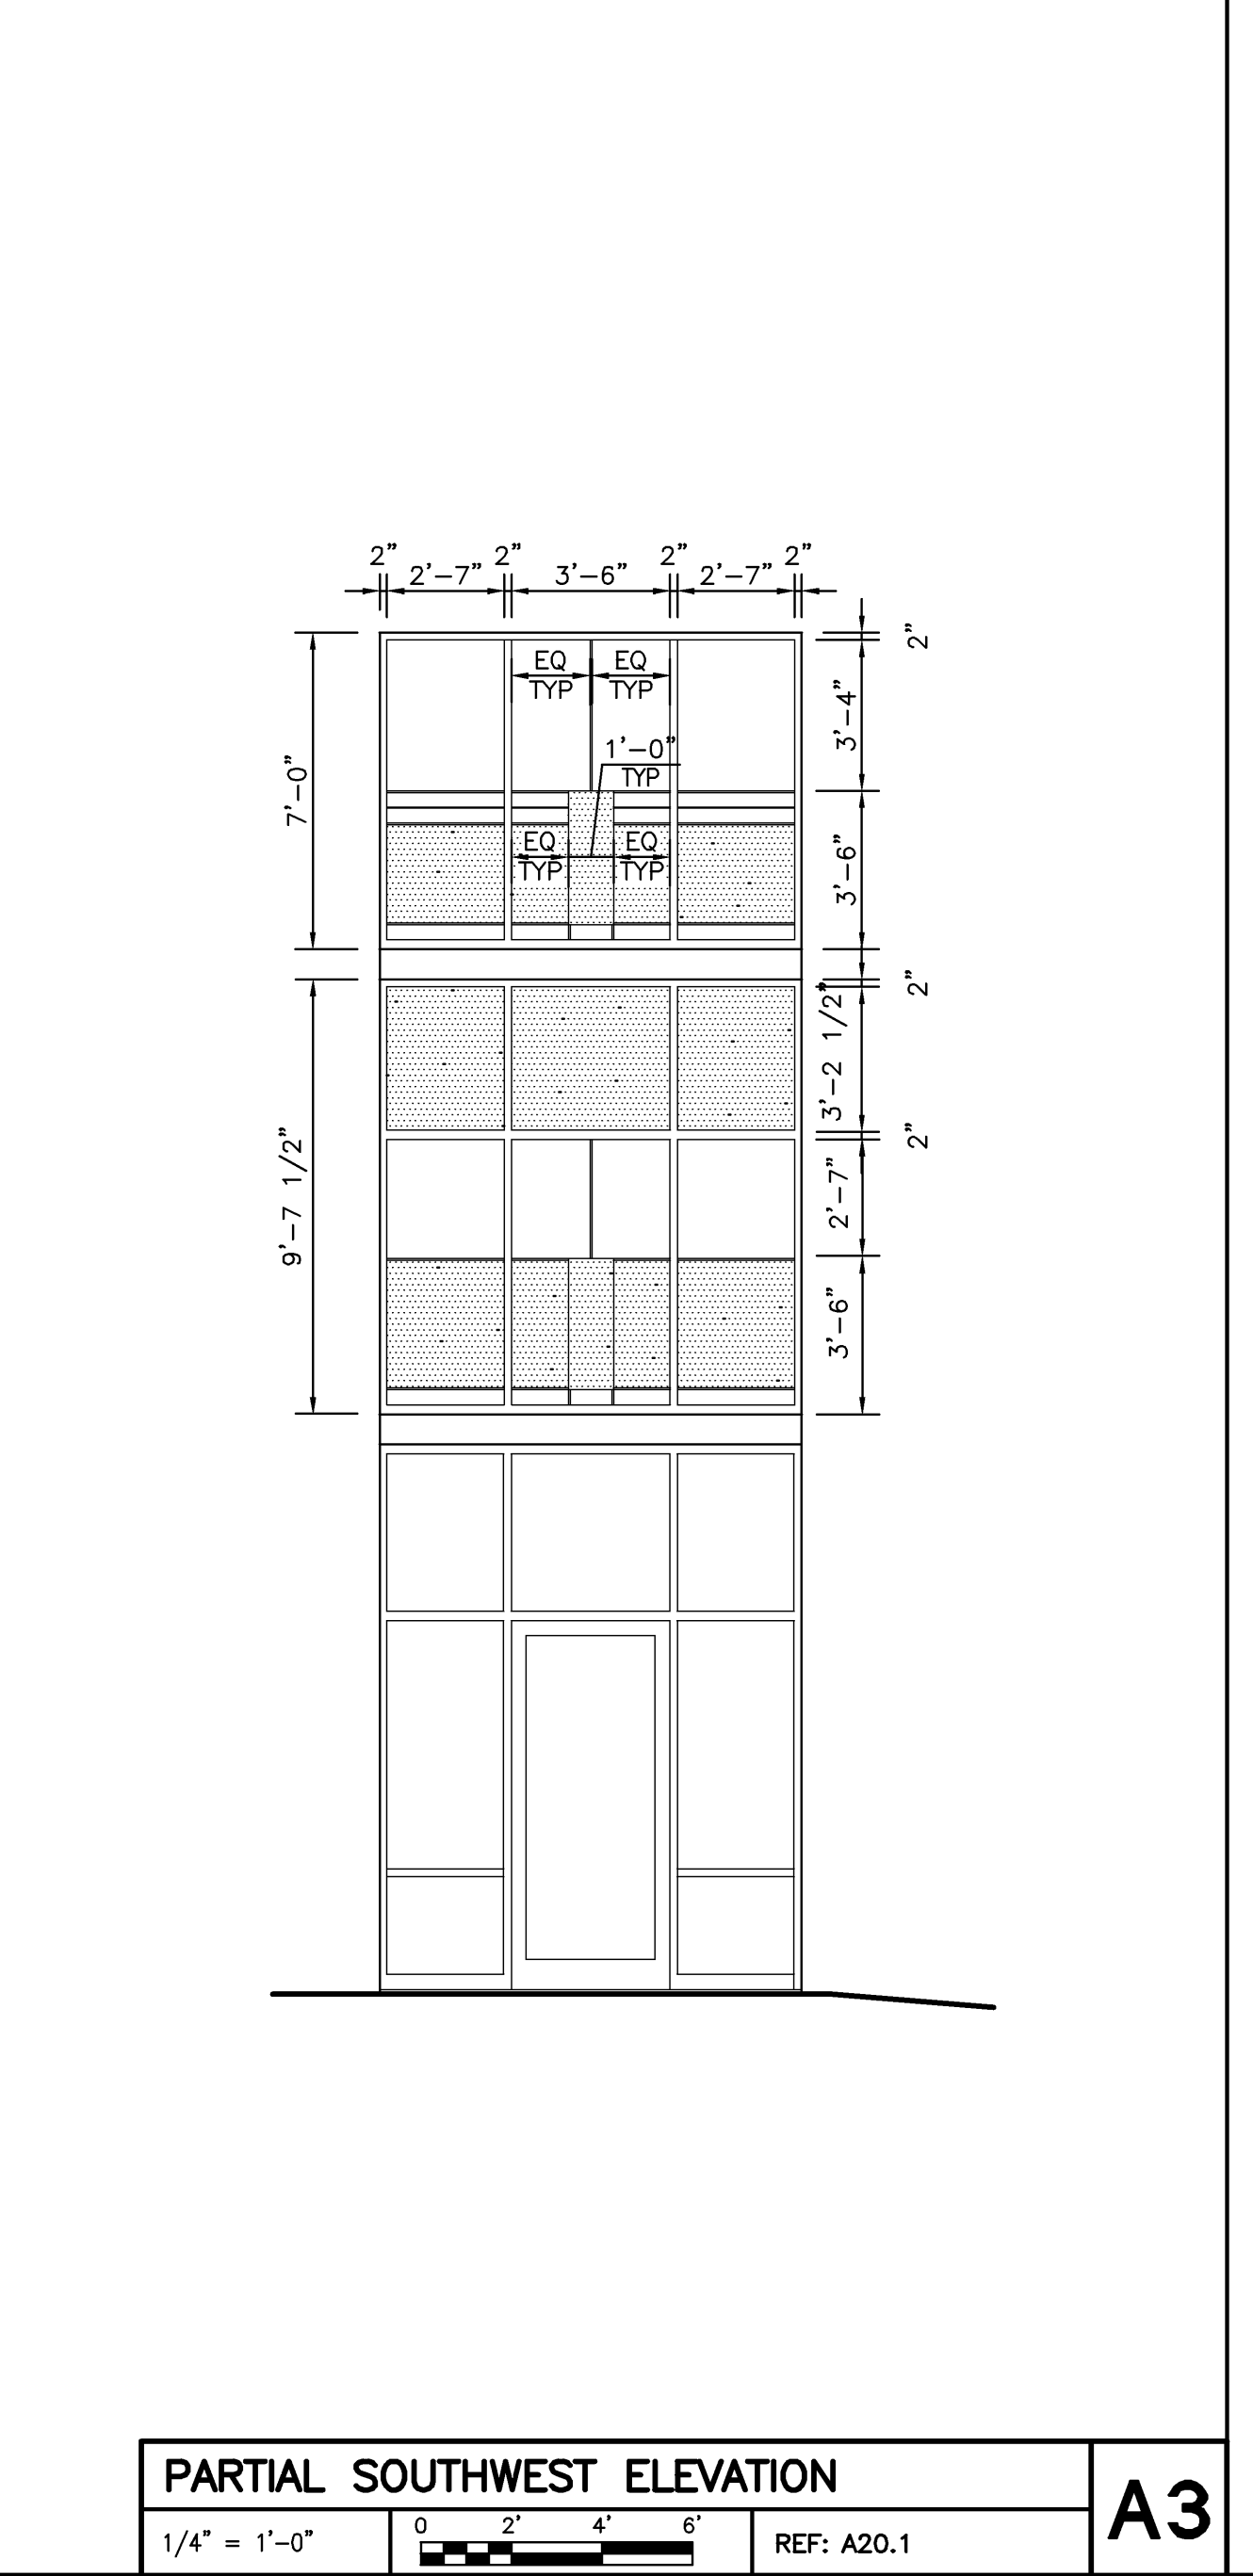 2" 2" 2" 2"
2'-7" 3'-6" 2'-7"
2"
EQ EQ
TYP TYP
3'-4"
1'-0"
TYP
7'-0"
EQ EQ
TYP TYP
3'-6"
2"
3'-2 1/2"
2"
9'-7 1/2"
2'-7"
3'-6"
PARTIAL SOUTHWEST ELEVATION
A3
1/4" = 1'-0"
0 2' 4' 6'
REF: A20.1